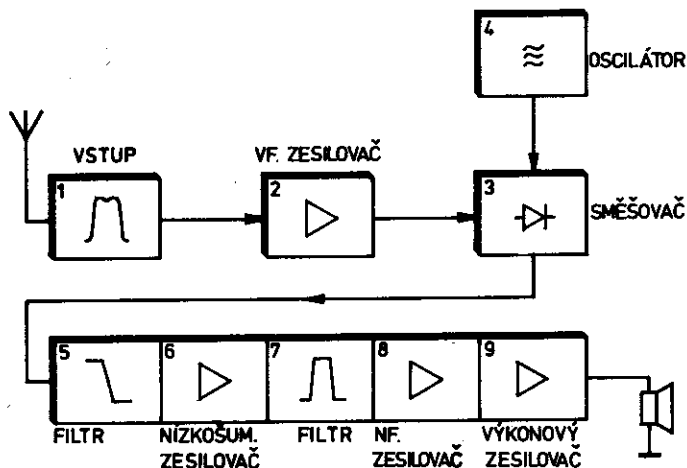 4
OSCILÁTOR
VSTUP
VF. ZESILOVAČ
1
2
3
SMĚŠOVAČ
5
6
7
8
9
FILTR
NÍZKOŠUM.
ZESILOVAČ
FILTR
NF.
ZESILOVAČ
VÝKONOVÝ
ZESILOVAČ